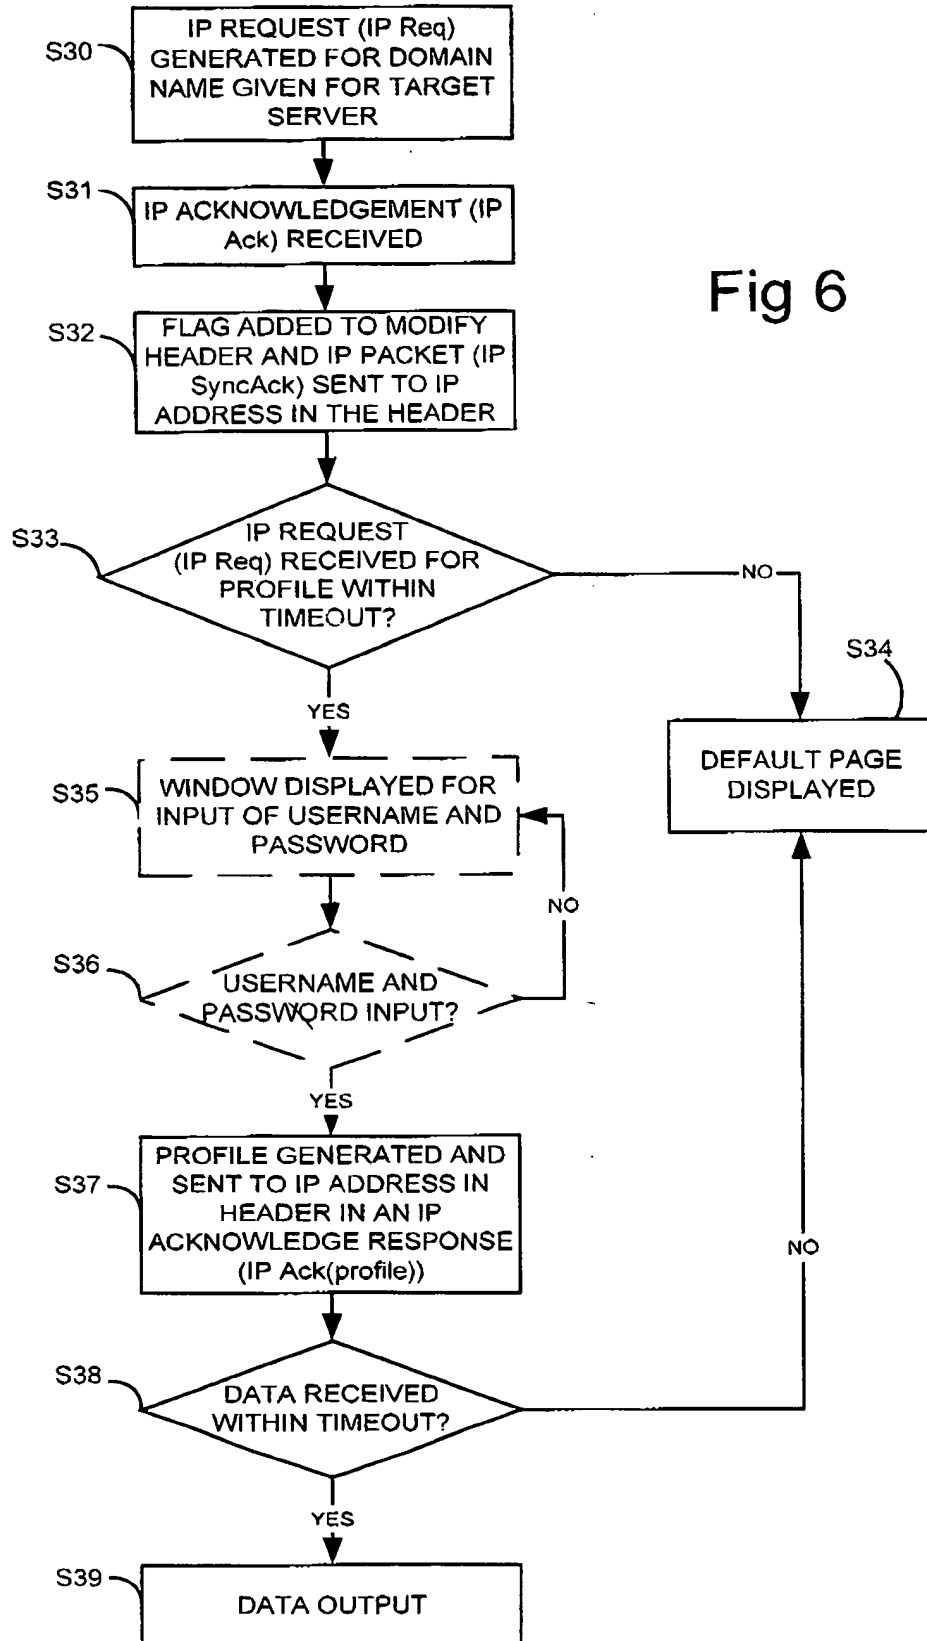 S30
IP REQUEST (IP Req)
GENERATED FOR DOMAIN
NAME GIVEN FOR TARGET
SERVER
S31
IP ACKNOWLEDGEMENT (IP
Ack) RECEIVED
Fig 6
S32
FLAG ADDED TO MODIFY
HEADER AND IP PACKET (IP
SyncAck) SENT TO IP
ADDRESS IN THE HEADER
S33
IP REQUEST
(IP Req) RECEIVED FOR
PROFILE WITHIN
TIMEOUT?
NO
S34
DEFAULT PAGE
DISPLAYED
YES
S35
WINDOW DISPLAYED FOR
INPUT OF USERNAME AND
PASSWORD
NO
S36
USERNAME AND
PASSWORD INPUT?
YES
S37
PROFILE GENERATED AND
SENT TO IP ADDRESS IN
HEADER IN AN IP
ACKNOWLEDGE RESPONSE
(IP Ack(profile))
NO
S38
DATA RECEIVED
WITHIN TIMEOUT?
YES
S39
DATA OUTPUT